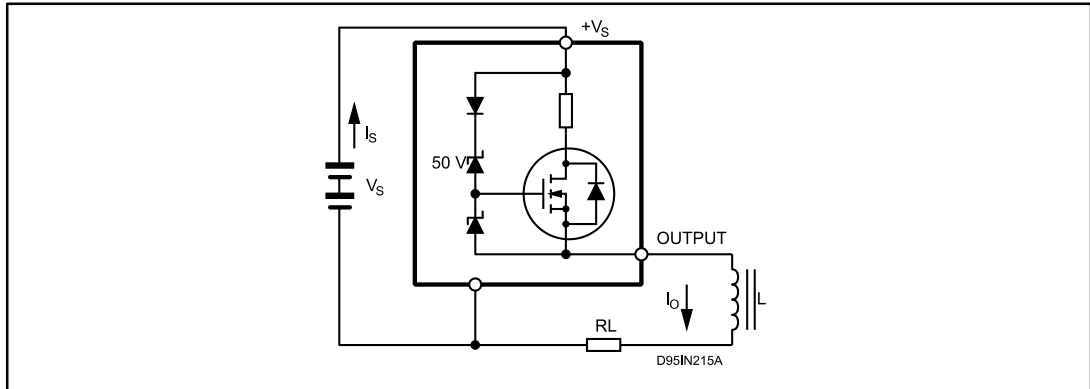 +VS
IS
50 V
VS
OUTPUT
IO
L
RL
D95IN215A